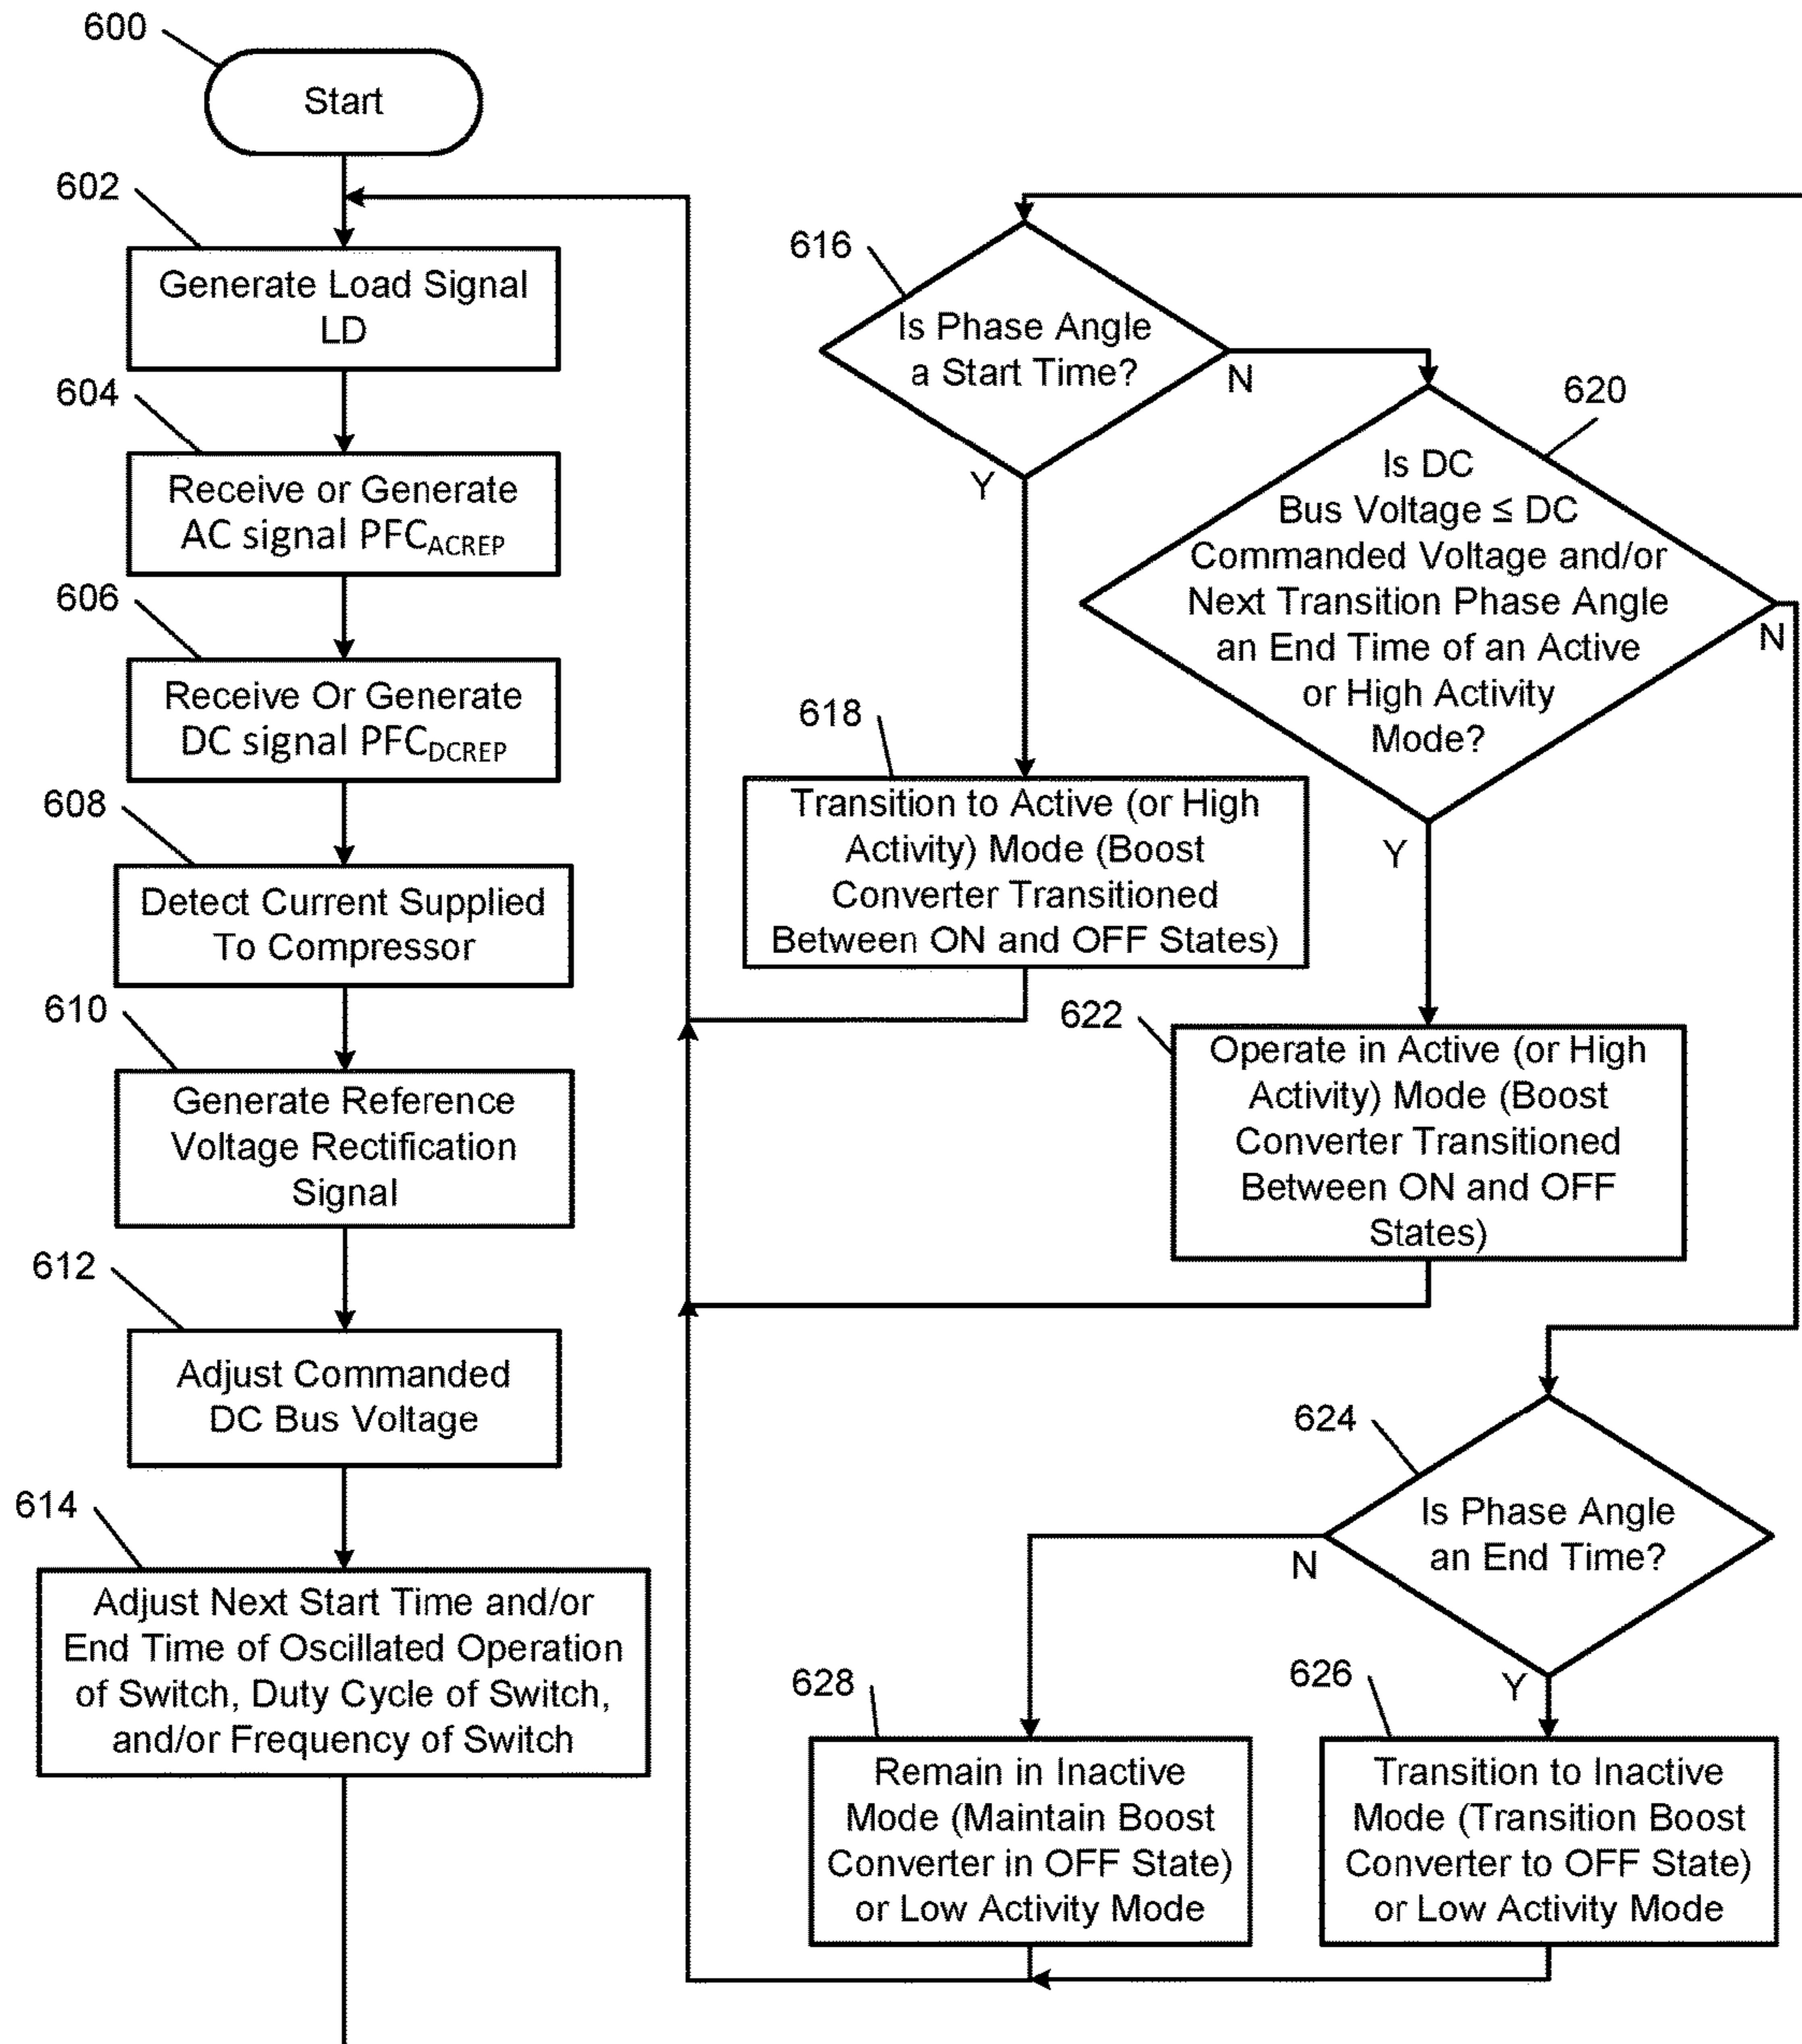 600
Start
602
Generate Load Signal
LD
604
Receive or Generate
AC signal PFCACREP
606
Receive Or Generate
DC signal PFCDCREP
608
Detect Current Supplied
To Compressor
610
Generate Reference
Voltage Rectification
Signal
612
Adjust Commanded
DC Bus Voltage
614
Adjust Next Start Time and/or
End Time of Oscillated Operation
of Switch, Duty Cycle of Switch,
and/or Frequency of Switch
616
Is Phase Angle
a Start Time?
N
Y
618
Transition to Active (or High
Activity) Mode (Boost
Converter Transitioned
Between ON and OFF States)
620
Is DC
Bus Voltage ≤ DC
Commanded Voltage and/or
Next Transition Phase Angle
an End Time of an Active
or High Activity
Mode?
N
Y
622
Operate in Active (or High
Activity) Mode (Boost
Converter Transitioned
Between ON and OFF
States)
624
Is Phase Angle
an End Time?
N
Y
628
Remain in Inactive
Mode (Maintain Boost
Converter in OFF State)
or Low Activity Mode
626
Transition to Inactive
Mode (Transition Boost
Converter to OFF State)
or Low Activity Mode